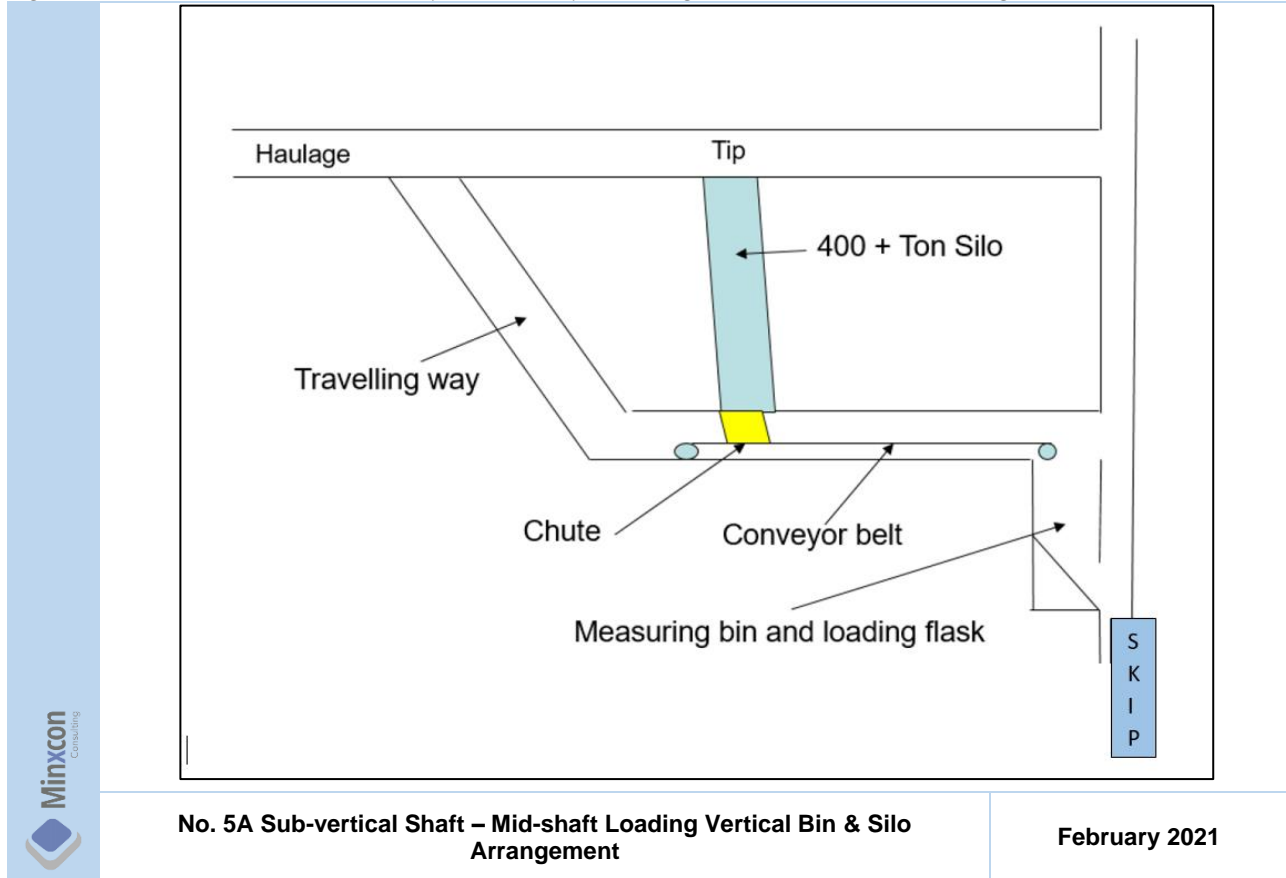 Haulage
Tip
400 + Ton Silo
Travelling way
Chute
Conveyor belt
Measuring bin and loading flask
S
K
I
P
Minxcon
Consulting
No. 5A Sub-vertical Shaft – Mid-shaft Loading Vertical Bin & Silo
Arrangement
February 2021